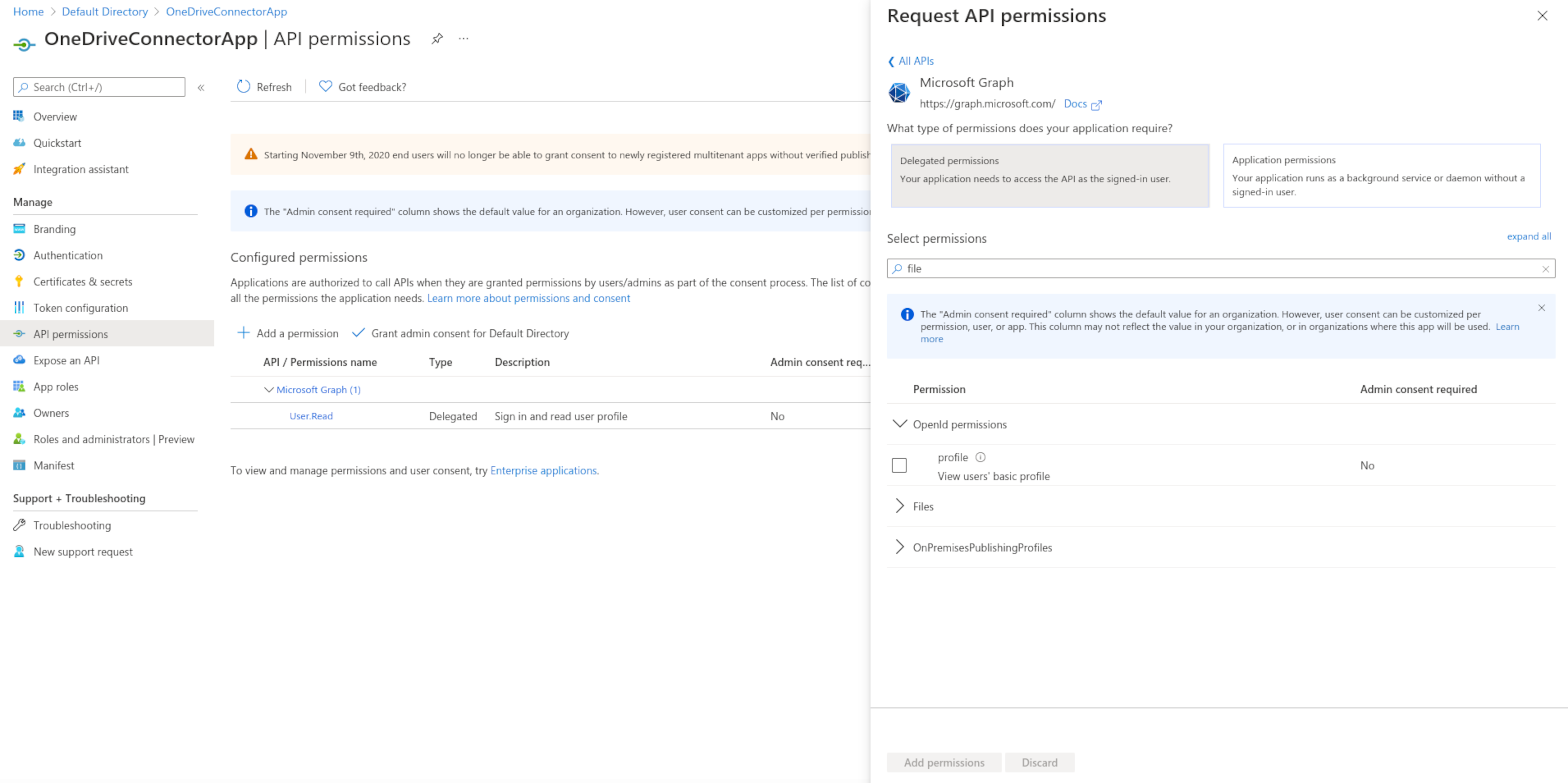 Home > Default Directory > OneDriveConnectorApp
OneDriveConnectorApp | API permissions
Search (Ctrl+/)
Overview
Quickstart
Integration assistant
Manage
Branding
Authentication
Certificates & secrets
Token configuration
API permissions
Expose an API
App roles
Owners
Roles and administrators | Preview
Manifest
Support + Troubleshooting
Troubleshooting
New support request
Refresh
Got feedback?
Starting November 9th, 2020 end users will no longer be able to grant consent to newly registered multitenant apps without verified publish
The "Admin consent required" column shows the default value for an organization. However, user consent can be customized per permission
Configured permissions
Applications are authorized to call APIs when they are granted permissions by users/admins as part of the consent process. The list of co
all the permissions the application needs. Learn more about permissions and consent
Add a permission
Grant admin consent for Default Directory
API / Permissions name Type Description Admin consent req...
Microsoft Graph (1)
User.Read Delegated Sign in and read user profile No
To view and manage permissions and user consent, try Enterprise applications.
Request API permissions
All APIs
Microsoft Graph
https://graph.microsoft.com/ Docs
What type of permissions does your application require?
Delegated permissions
Your application needs to access the API as the signed-in user.
Application permissions
Your application runs as a background service or daemon without a
signed-in user.
Select permissions
expand all
file
The "Admin consent required" column shows the default value for an organization. However, user consent can be customized per
permission, user, or app. This column may not reflect the value in your organization, or in organizations where this app will be used. Learn
more
Permission Admin consent required
OpenId permissions
profile
View users' basic profile
No
Files
OnPremisesPublishingProfiles
Add permissions
Discard